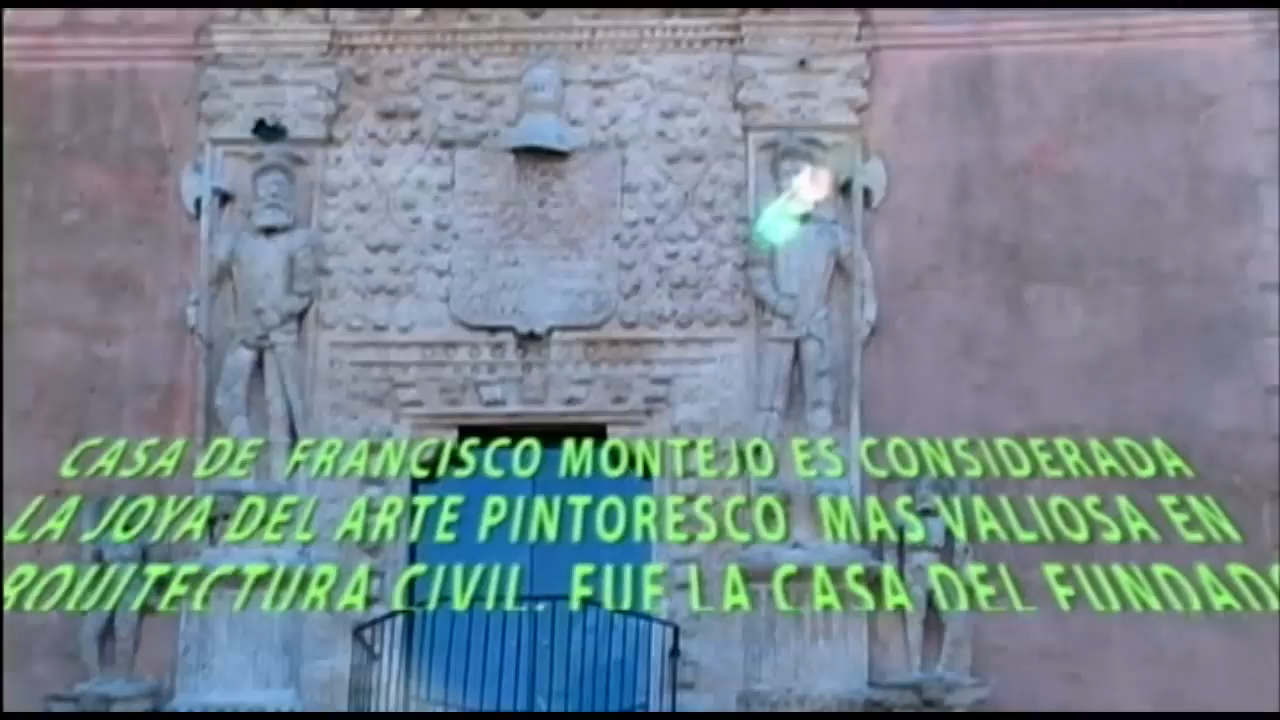 CASA DE FRANCISCO MONTEJO ES CONSIDERADA
LA JOYA DEL ARTE PINTORESCO MAS VALIOSA EN
CIVIL. FUE LA CASA DEL